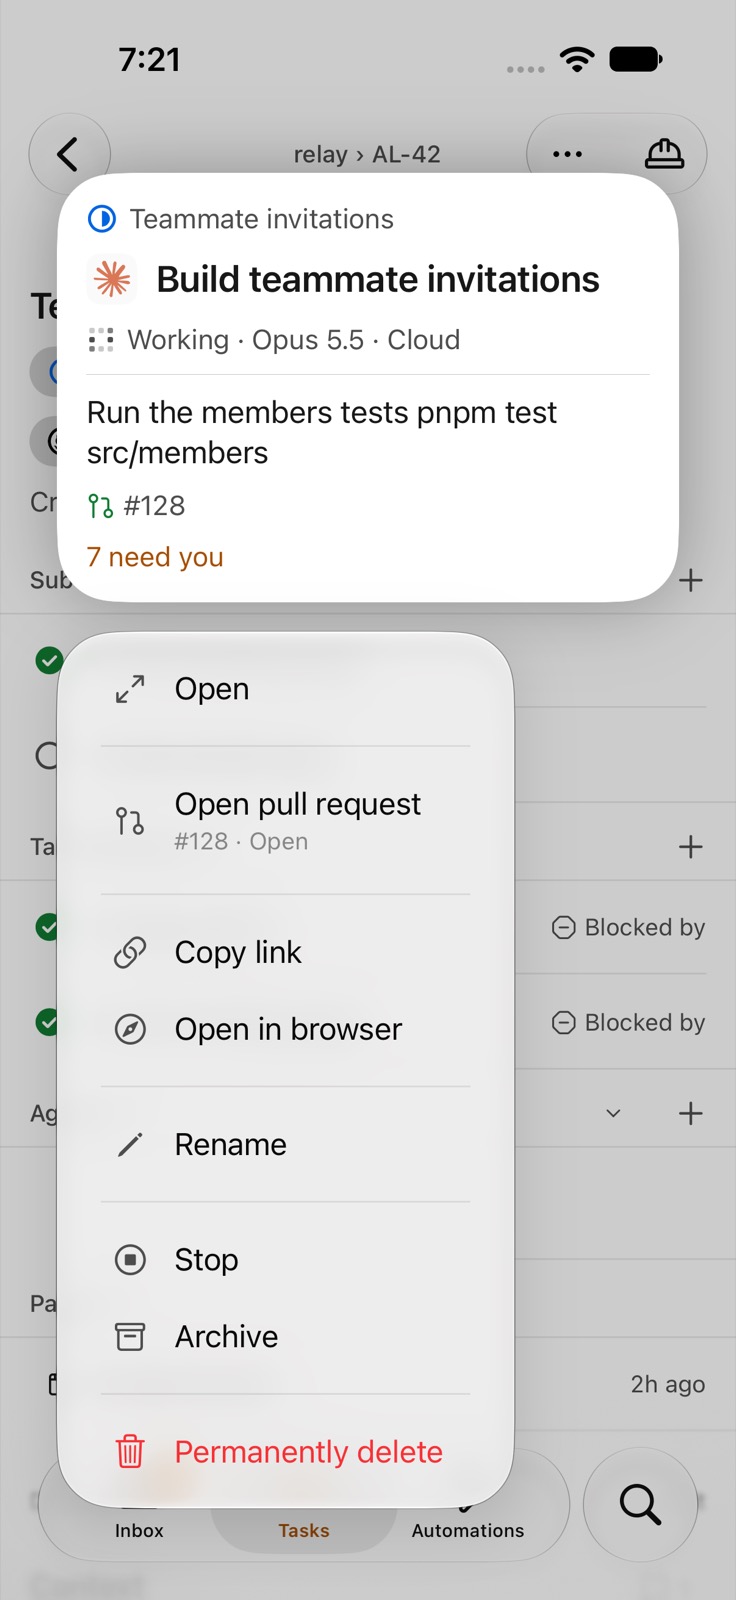 7:21
relay › AL-42
Teammate invitations
Build teammate invitations
Working · Opus 5.5 · Cloud
Run the members tests pnpm test
src/members
#128
7 need you
Open
Open pull request
#128 · Open
Copy link
Blocked by
Open in browser
Blocked by
Rename
Stop
Archive
2h ago
Permanently delete
Inbox
Tasks
Automations